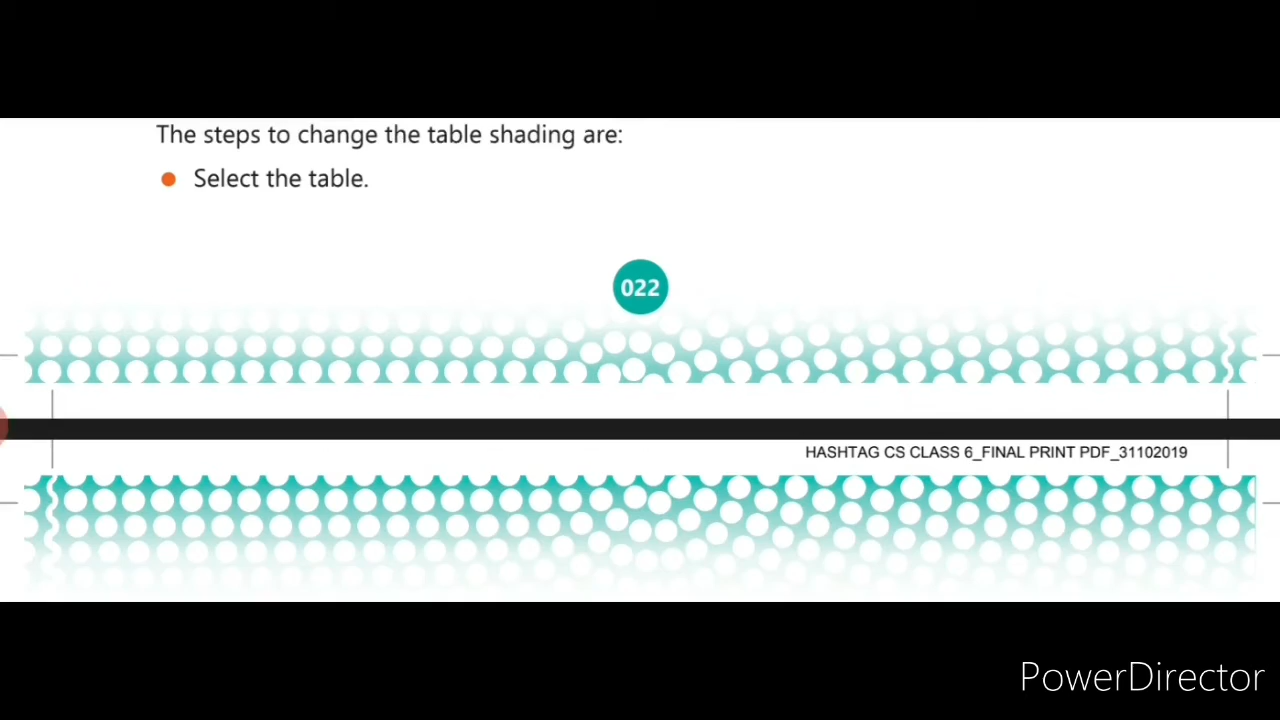 The steps to change the table shading are:
Select the table.
022
HASHTAG CS CLASS 6_FINAL PRINT PDF_31102019
PowerDirector